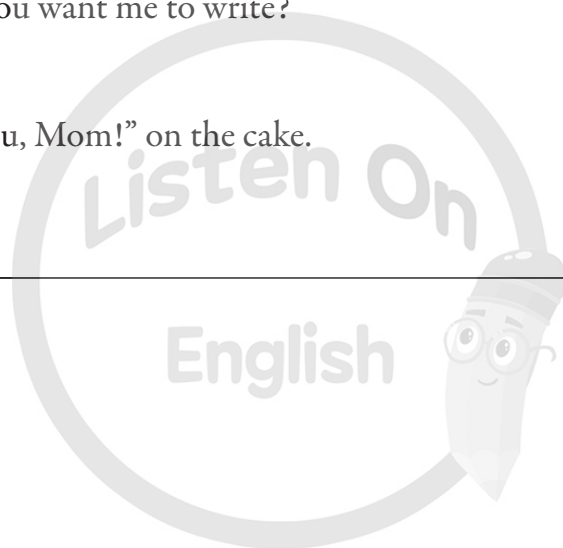 ou want me to write?
u, Mom!” on the cake.
Listen On
English